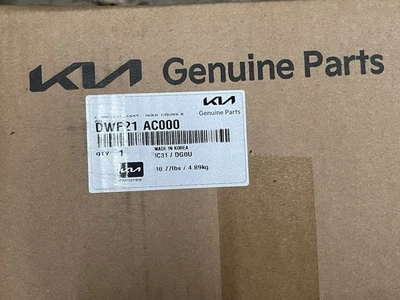 KIA Genuine Parts
KIA
Genuine Parts
DWF21 AC000
MADE IN KOREA
QTY 1 IC31 / DG0U
10.77lbs / 4.89kg